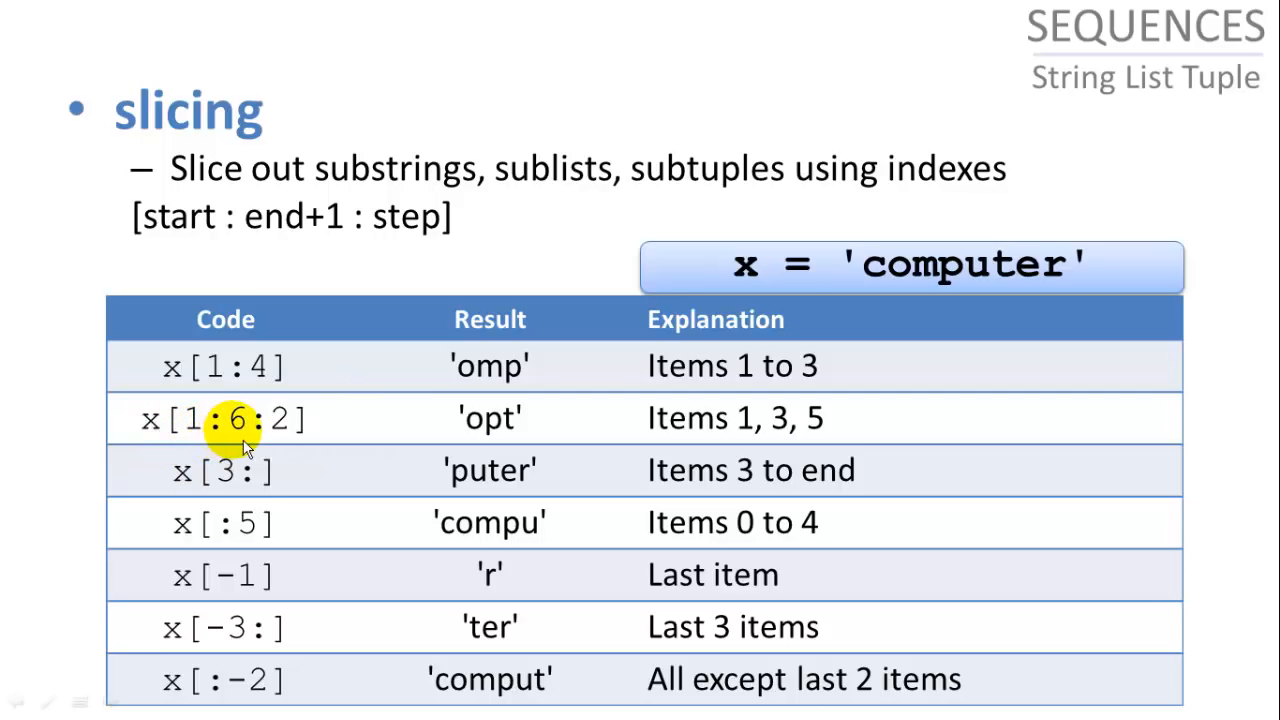 SEQUENCES
String List Tuple
• slicing
– Slice out substrings, sublists, subtuples using indexes
[start : end+1 : step]
x = 'computer'
Code Result Explanation
x[1:4] 'omp' Items 1 to 3
x[1:6:2] 'opt' Items 1, 3, 5
x[3:] 'puter' Items 3 to end
x[:5] 'compu' Items 0 to 4
x[-1] 'r' Last item
x[-3:] 'ter' Last 3 items
x[:-2] 'comput' All except last 2 items